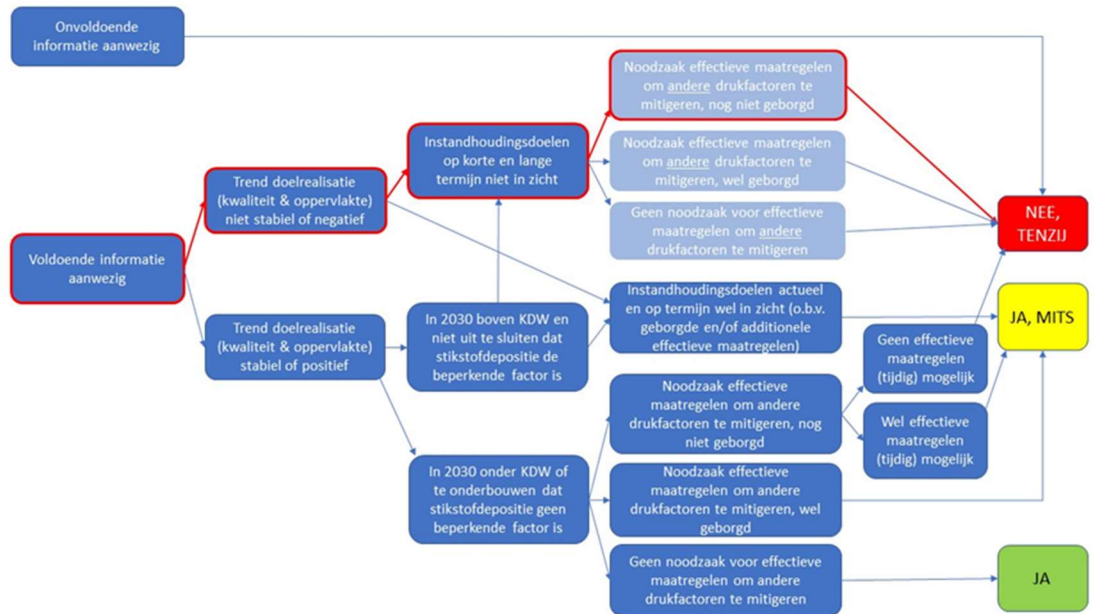 Onvoldoende
informatie aanwezig
Noodzaak effectieve maatregelen
om andere drukfactoren te
mitigeren, nog niet geborgd
Instandhoudingsdoelen
op korte en lange
termijn niet in zicht
Noodzaak effectieve maatregelen
om andere drukfactoren te
mitigeren, wel geborgd
Trend doelrealisatie
(kwaliteit & oppervlakte)
niet stabiel of negatief
Geen noodzaak voor effectieve
maatregelen om andere
drukfactoren te mitigeren
NEE,
TENZIJ
Voldoende informatie
aanwezig
Trend doelrealisatie
(kwaliteit & oppervlakte)
stabiel of positief
In 2030 boven KDW en
niet uit te sluiten dat
stikstofdepositie de
beperkende factor is
Instandhoudingsdoelen actueel
en op termijn wel in zicht (o.b.v.
geborgde en/of additionele
effectieve maatregelen)
JA, MITS
Geen effectieve
maatregelen
(tijdig) mogelijk
Noodzaak effectieve
maatregelen om andere
drukfactoren te mitigeren, nog
niet geborgd
Wel effectieve
maatregelen
(tijdig) mogelijk
In 2030 onder KDW of
te onderbouwen dat
stikstofdepositie geen
beperkende factor is
Noodzaak effectieve
maatregelen om andere
drukfactoren te mitigeren, wel
geborgd
Geen noodzaak voor effectieve
maatregelen om andere
drukfactoren te mitigeren
JA